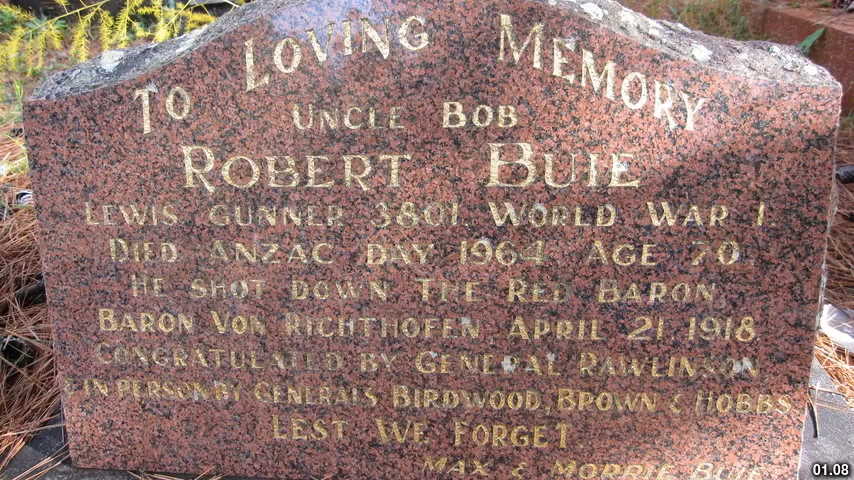 To Loving Memory
Uncle Bob
Robert Buie
Lewis Gunner 3801. World War 1.
Died Anzac Day 1964 Age 70.
He shot down The Red Baron,
Baron Von Richthofen, April 21, 1918
Congratulated by General Rawlinson,
& in person by Generals, Birdwood, Brown & Hobbs.
Lest We Forget.
Max & Morrie Buie
01.08